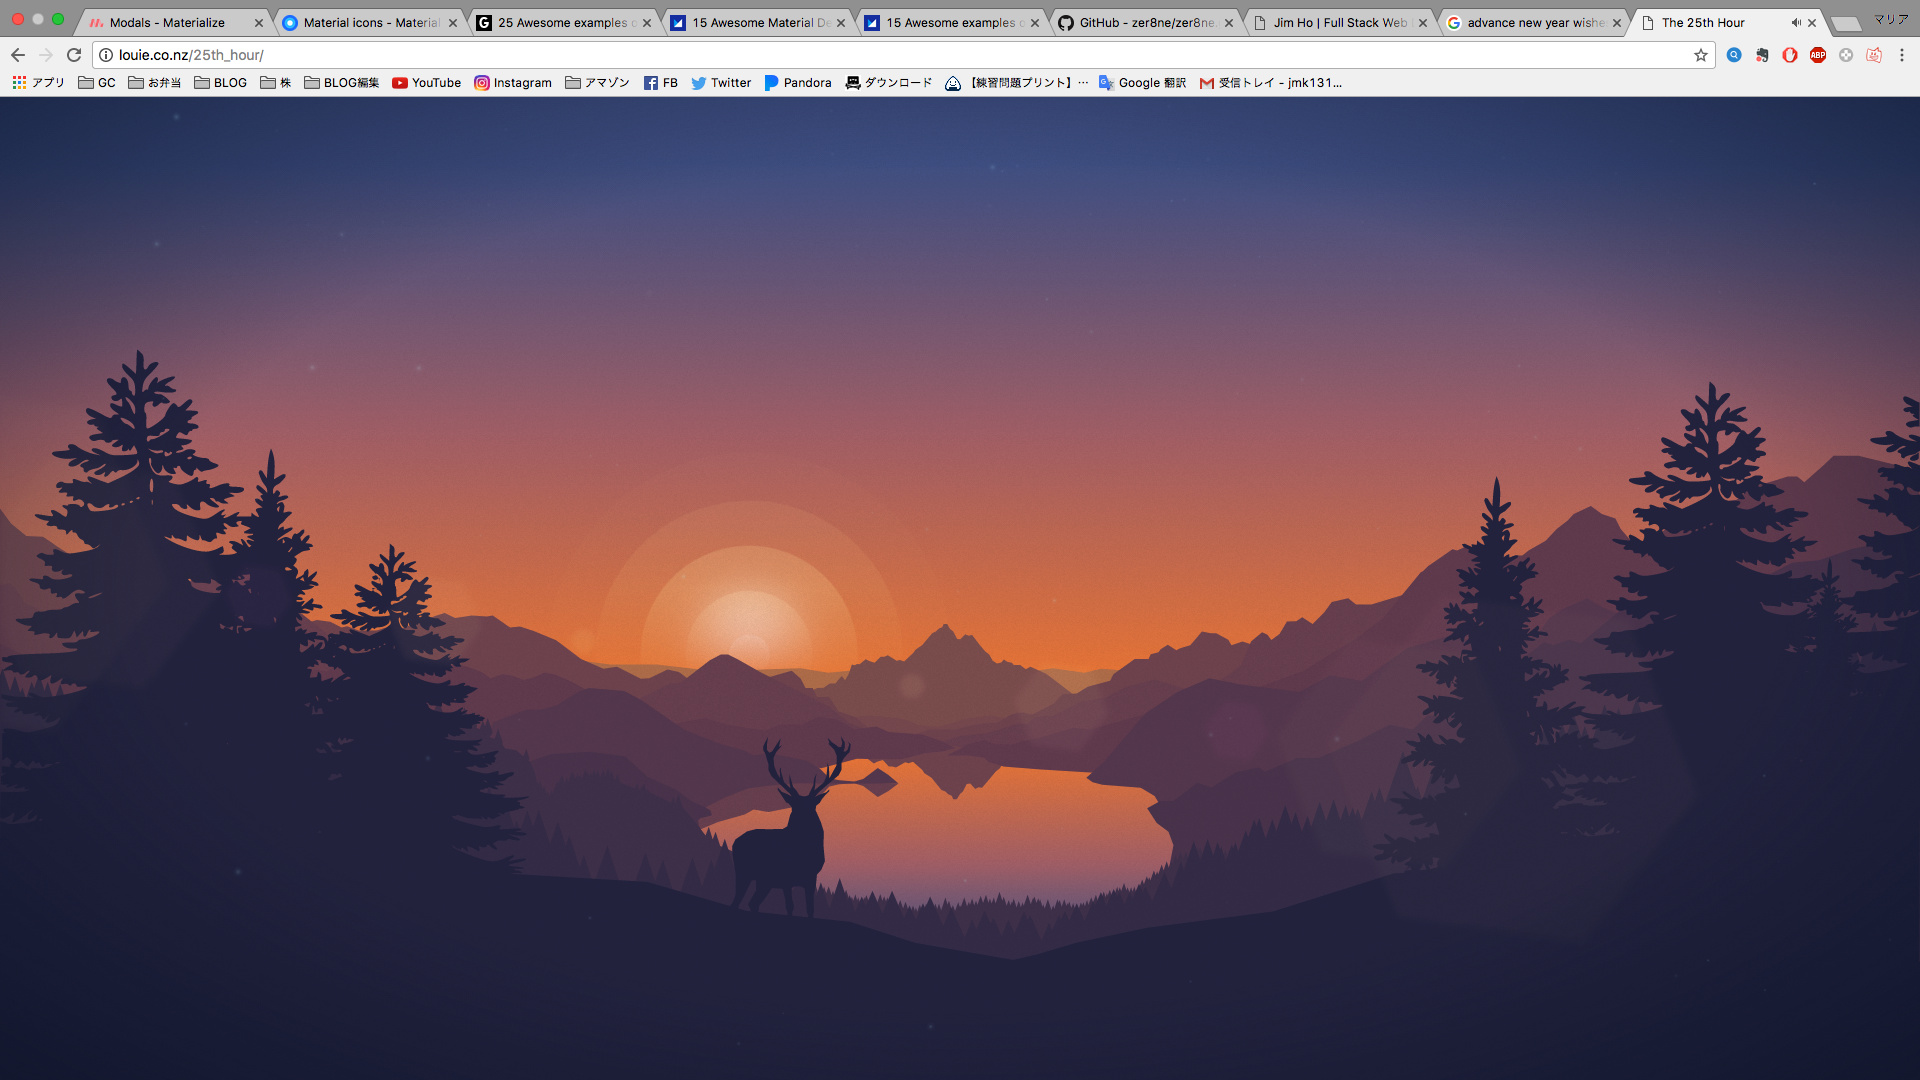 Modals - Materialize
Material icons - Material
25 Awesome examples o
15 Awesome Material De
15 Awesome examples o
GitHub - zer8ne/zer8ne.
Jim Ho | Full Stack Web
advance new year wishe
The 25th Hour
マリア
louie.co.nz/25th_hour/
アプリ
GC
お弁当
BLOG
株
BLOG編集
YouTube
Instagram
アマゾン
FB
Twitter
Pandora
ダウンロード
【練習問題プリント】…
Google 翻訳
受信トレイ - jmk131...
ABP